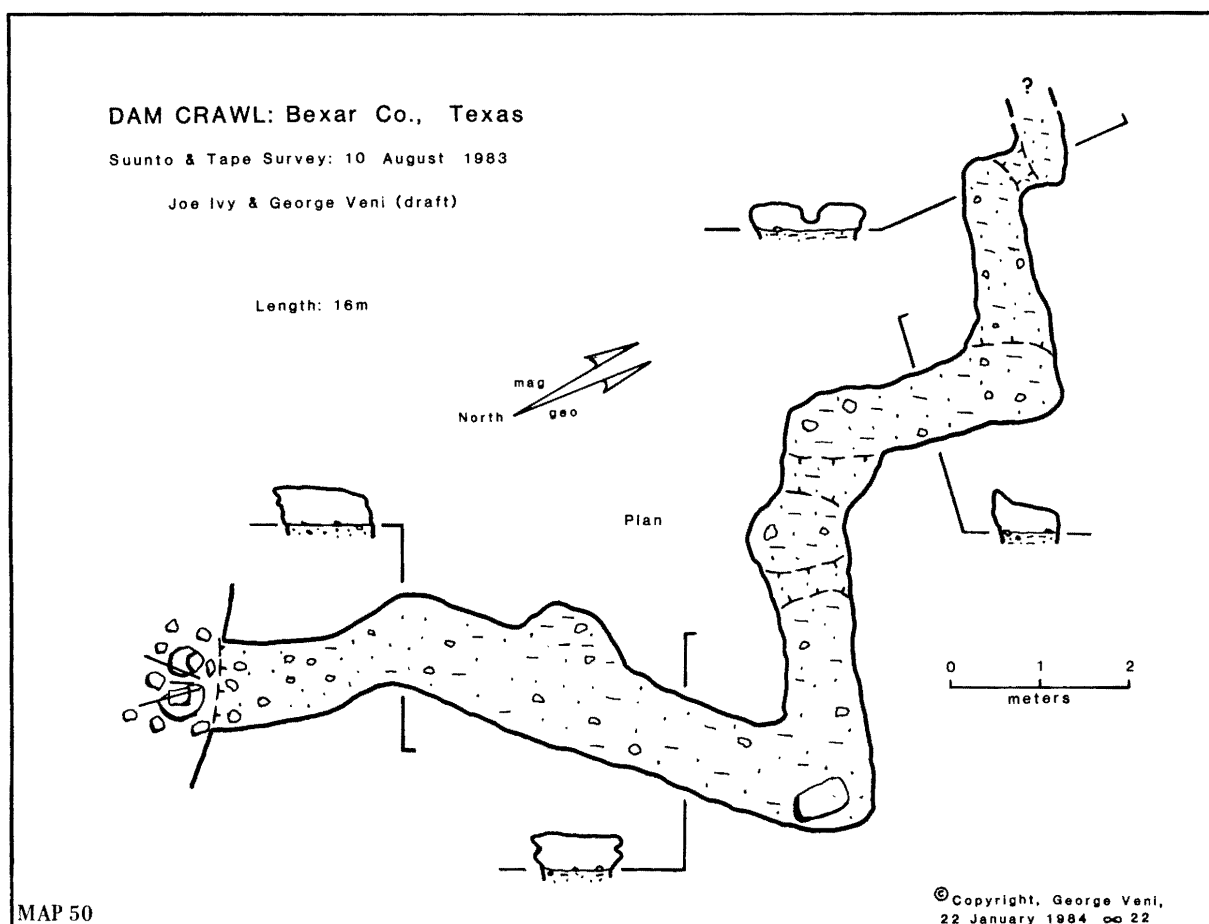 DAM CRAWL: Bexar Co., Texas
Suunto & Tape Survey: 10 August 1983
Joe Ivy & George Veni (draft)
Length: 16m
?
mag
North
geo
Plan
0 1 2
meters
MAP 50
© Copyright, George Veni,
22 January 1984 ∞ 22